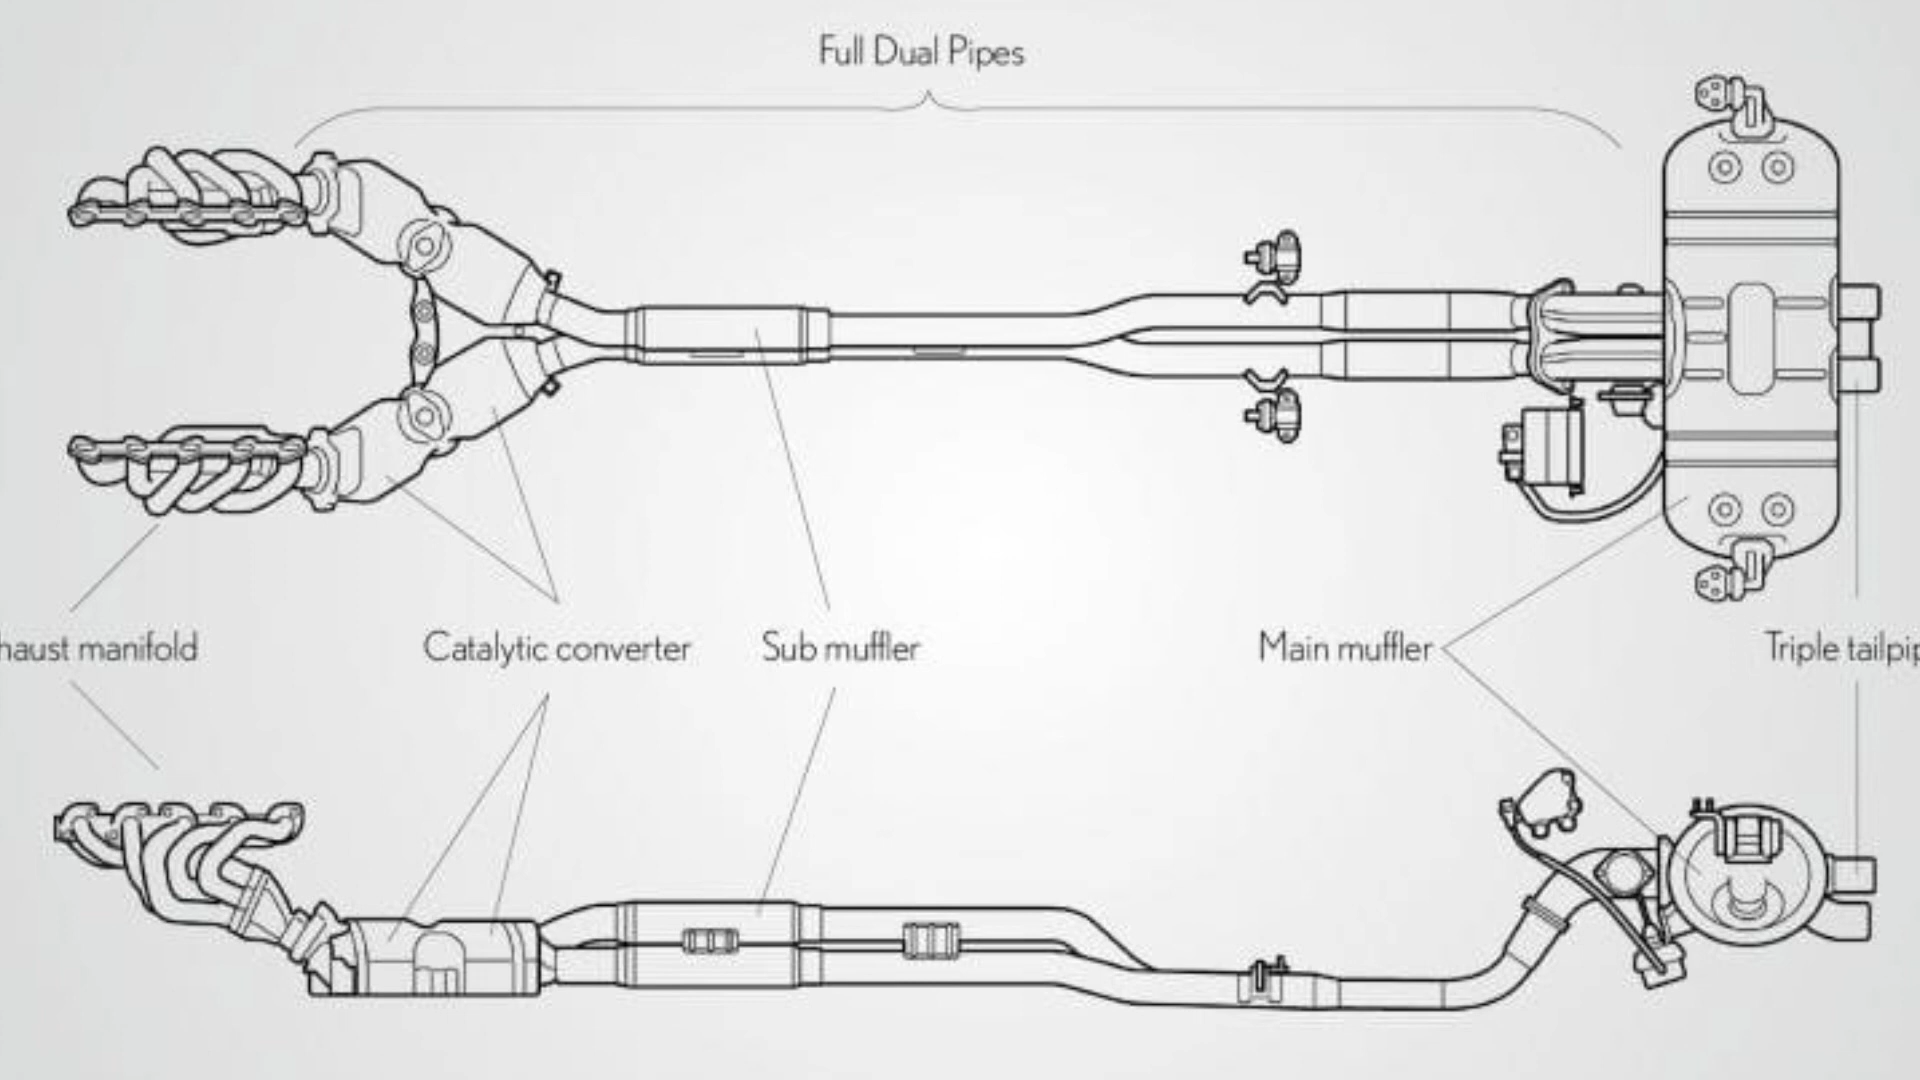 Full Dual Pipes
haust manifold
Catalytic converter
Sub muffler
Main muffler
Triple tailpip